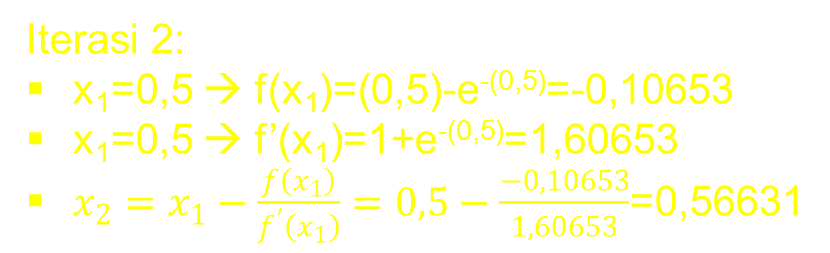 Iterasi 2:
▪ x₁=0,5 → f(x₁)=(0,5)-e⁻⁽⁰,⁵⁾=-0,10653
▪ x₁=0,5 → f’(x₁)=1+e⁻⁽⁰,⁵⁾=1,60653
▪ x₂ = x₁ − f(x₁)/f′(x₁) = 0,5 − −0,10653/1,60653=0,56631